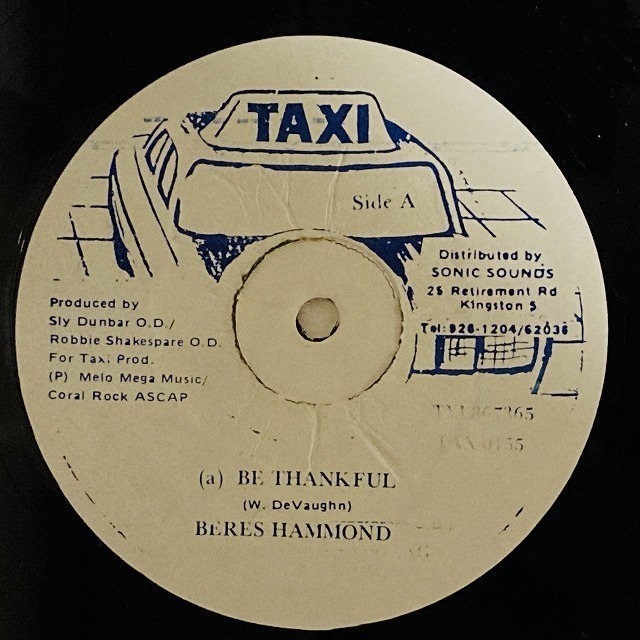 TAXI
Side A
Distributed by
SONIC SOUNDS
25 Retirement Rd
Kingston 5
Tel: 926-1204/62036
Produced by
Sly Dunbar O.D./
Robbie Shakespare O.D.
For Taxi Prod.
(P) Melo Mega Music/
Coral Rock ASCAP
(a) BE THANKFUL
(W. DeVaughn)
BERES HAMMOND